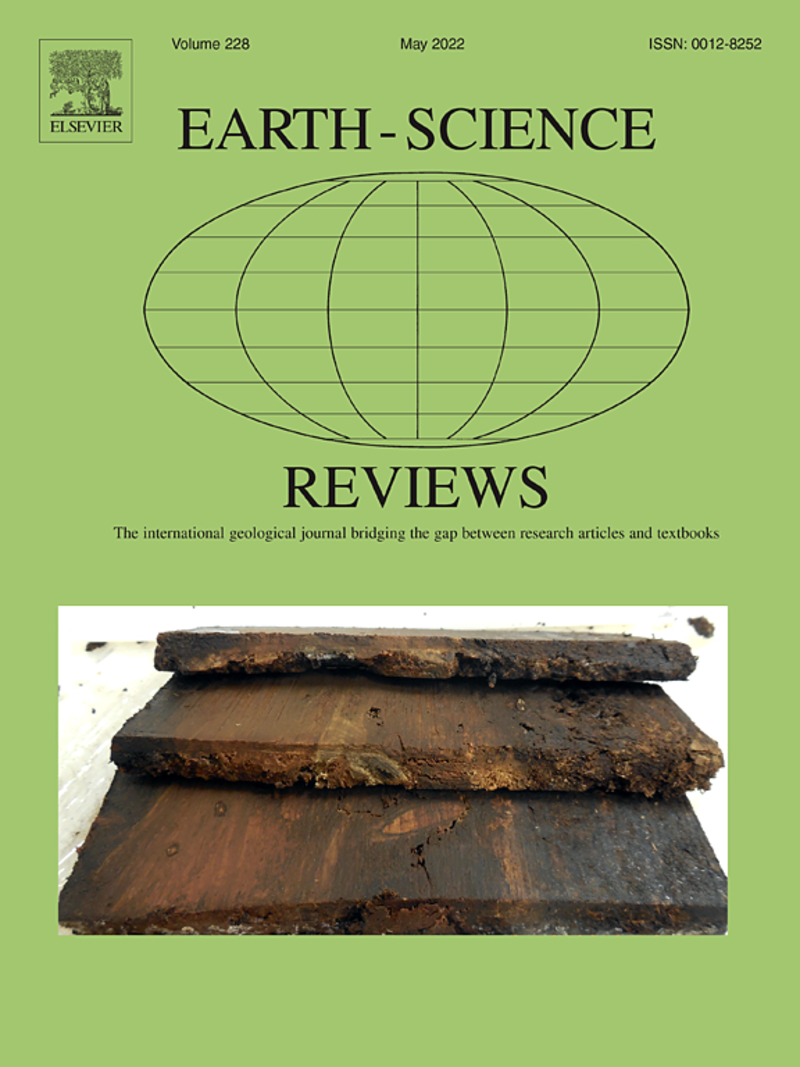 Volume 228
May 2022
ISSN: 0012-8252
ELSEVIER
EARTH-SCIENCE
REVIEWS
The international geological journal bridging the gap between research articles and textbooks